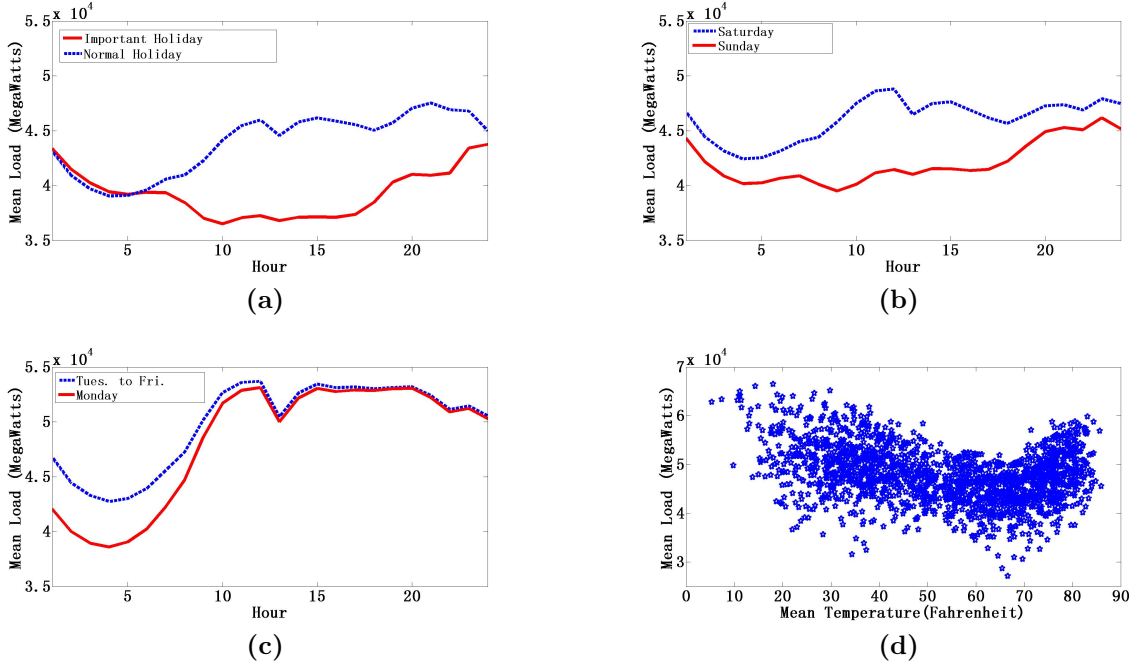 x 10^4
5.5
5
4.5
4
3.5
Mean Load (MegaWatts)
Important Holiday
Normal Holiday
5 10 15 20
Hour
(a)
x 10^4
5.5
5
4.5
4
3.5
Mean Load (MegaWatts)
Saturday
Sunday
5 10 15 20
Hour
(b)
x 10^4
5.5
5
4.5
4
3.5
Mean Load (MegaWatts)
Tues. to Fri.
Monday
5 10 15 20
Hour
(c)
x 10^4
7
6
5
4
3
Mean Load (MegaWatts)
0 10 20 30 40 50 60 70 80 90
Mean Temperature(Fahrenheit)
(d)